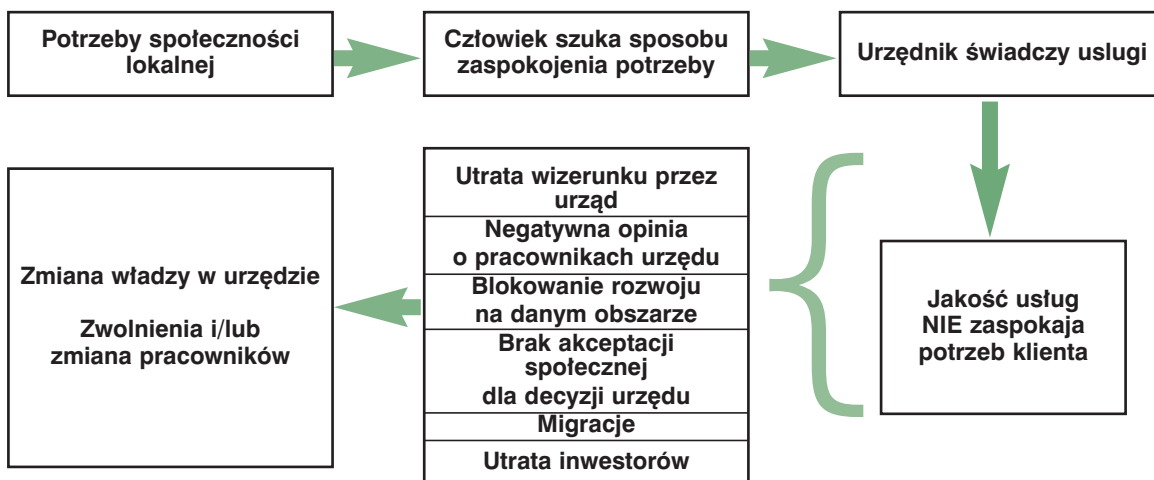 Potrzeby społeczności
lokalnej
Człowiek szuka sposobu
zaspokojenia potrzeby
Urzędnik świadczy uslugi
Jakość usług
NIE zaspokaja
potrzeb klienta
Utrata wizerunku przez
urząd
Negatywna opinia
o pracownikach urzędu
Blokowanie rozwoju
na danym obszarze
Brak akceptacji
społecznej
dla decyzji urzędu
Migracje
Utrata inwestorów
Zmiana władzy w urzędzie
Zwolnienia i/lub
zmiana pracowników